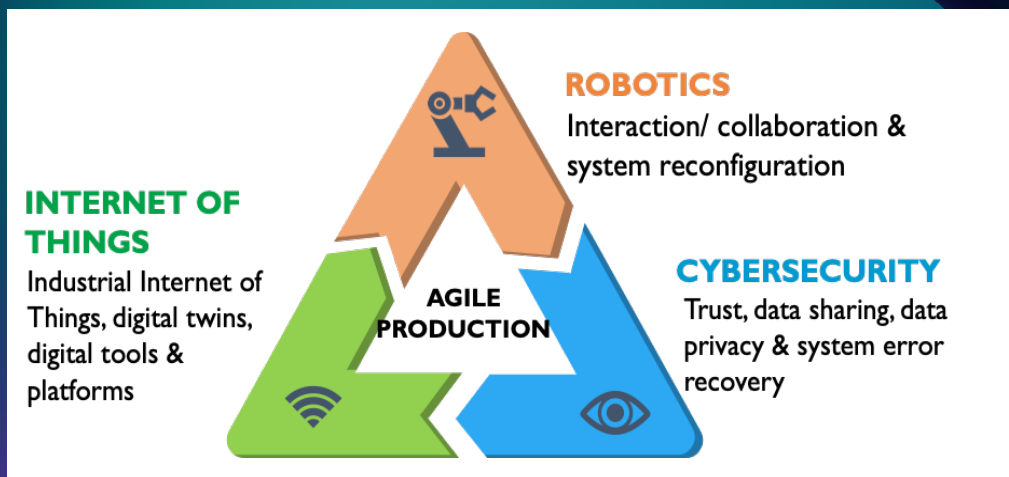 ROBOTICS
Interaction/ collaboration &
system reconfiguration
INTERNET OF
THINGS
Industrial Internet of
Things, digital twins,
digital tools &
platforms
CYBERSECURITY
Trust, data sharing, data
privacy & system error
recovery
AGILE
PRODUCTION